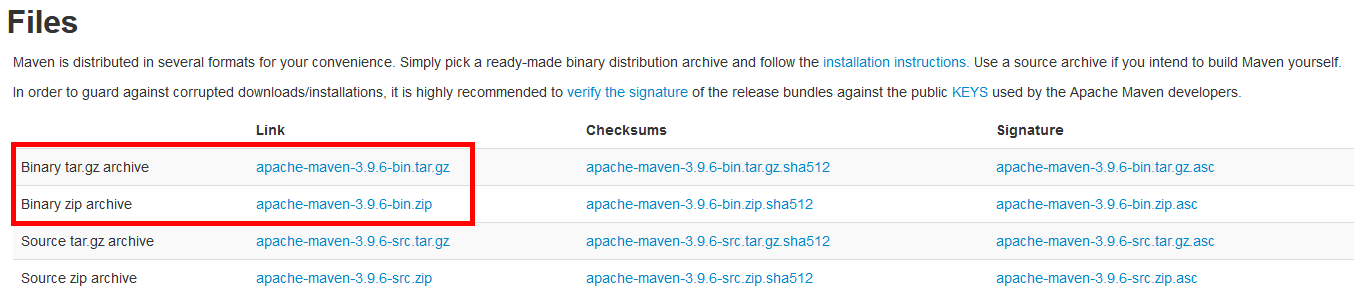 Files
Maven is distributed in several formats for your convenience. Simply pick a ready-made binary distribution archive and follow the installation instructions. Use a source archive if you intend to build Maven yourself.
In order to guard against corrupted downloads/installations, it is highly recommended to verify the signature of the release bundles against the public KEYS used by the Apache Maven developers.
Link Checksums Signature
Binary tar.gz archive apache-maven-3.9.6-bin.tar.gz apache-maven-3.9.6-bin.tar.gz.sha512 apache-maven-3.9.6-bin.tar.gz.asc
Binary zip archive apache-maven-3.9.6-bin.zip apache-maven-3.9.6-bin.zip.sha512 apache-maven-3.9.6-bin.zip.asc
Source tar.gz archive apache-maven-3.9.6-src.tar.gz apache-maven-3.9.6-src.tar.gz.sha512 apache-maven-3.9.6-src.tar.gz.asc
Source zip archive apache-maven-3.9.6-src.zip apache-maven-3.9.6-src.zip.sha512 apache-maven-3.9.6-src.zip.asc